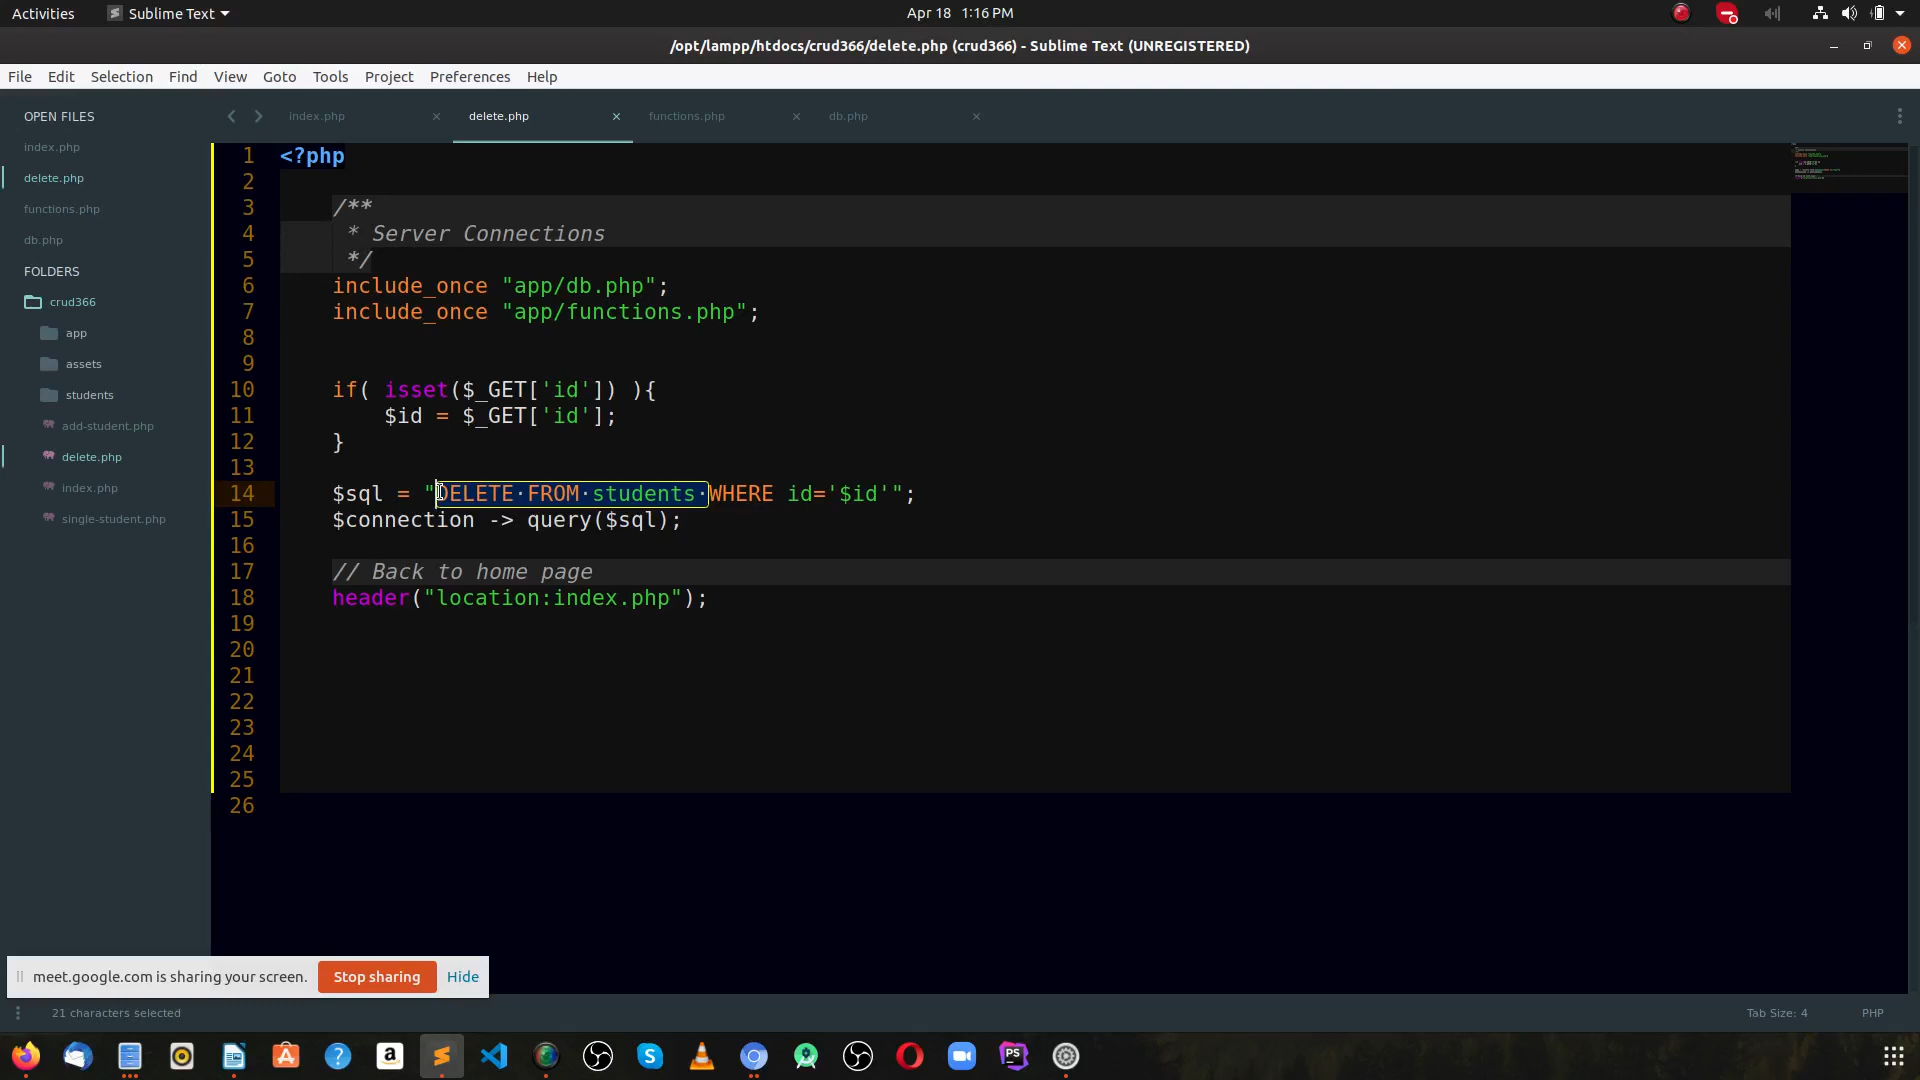 Activities Sublime Text Apr 18 1:16 PM
/opt/lampp/htdocs/crud366/delete.php (crud366) - Sublime Text (UNREGISTERED)
File Edit Selection Find View Goto Tools Project Preferences Help
OPEN FILES
index.php
delete.php
functions.php
db.php
FOLDERS
crud366
app
assets
students
add-student.php
delete.php
index.php
single-student.php
index.php delete.php functions.php db.php
1 <?php
2
3 /**
4 * Server Connections
5 */
6 include_once "app/db.php";
7 include_once "app/functions.php";
8
9
10 if( isset($_GET['id']) ){
11 $id = $_GET['id'];
12 }
13
14 $sql = "DELETE·FROM·students·WHERE id='$id'";
15 $connection -> query($sql);
16
17 // Back to home page
18 header("location:index.php");
19
20
21
22
23
24
25
26
meet.google.com is sharing your screen. Stop sharing Hide
21 characters selected Tab Size: 4 PHP